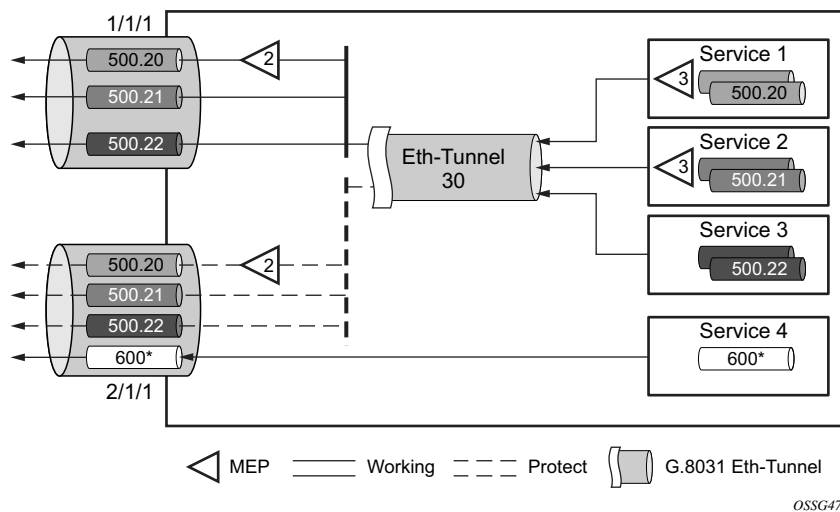 1/1/1
500.20
500.21
500.22
2
Eth-Tunnel
30
Service 1
3
500.20
Service 2
3
500.21
Service 3
500.22
500.20
500.21
500.22
600*
2
2/1/1
Service 4
600*
MEP
Working
Protect
G.8031 Eth-Tunnel
OSSG47